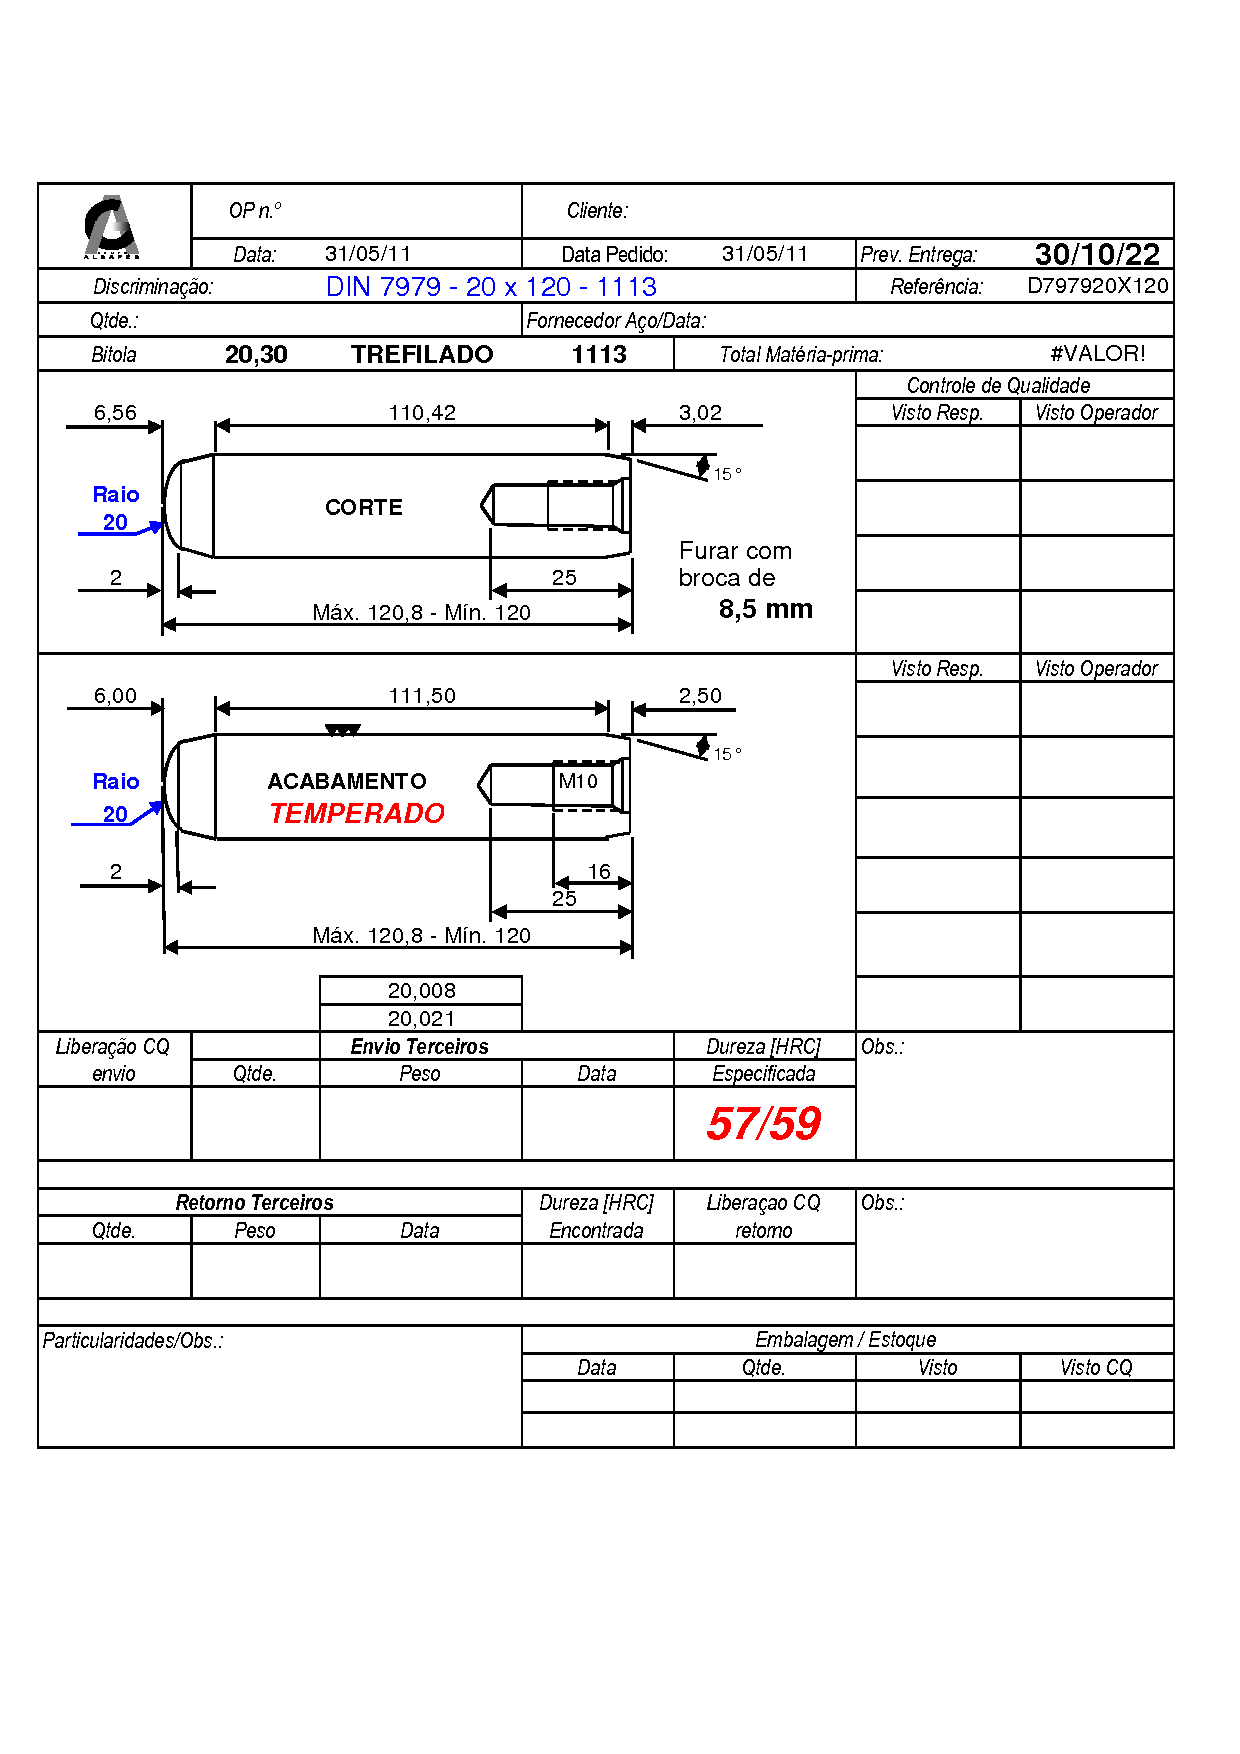 ALBAPES
OP n.º
Cliente:
Data: 31/05/11 Data Pedido: 31/05/11 Prev. Entrega: 30/10/22
Discriminação: DIN 7979 - 20 x 120 - 1113 Referência: D797920X120
Qtde.: Fornecedor Aço/Data:
Bitola 20,30 TREFILADO 1113 Total Matéria-prima: #VALOR!
Controle de Qualidade
6,56 110,42 3,02 Visto Resp. Visto Operador
15°
Raio
20
CORTE
Furar com
2 25 broca de
Máx. 120,8 - Mín. 120 8,5 mm
Visto Resp. Visto Operador
6,00 111,50 2,50
15°
Raio ACABAMENTO M10
20 TEMPERADO
2 16
25
Máx. 120,8 - Mín. 120
20,008
20,021
Liberação CQ Envio Terceiros Dureza [HRC] Obs.:
envio Qtde. Peso Data Especificada
57/59
Retorno Terceiros Dureza [HRC] Liberaçao CQ Obs.:
Qtde. Peso Data Encontrada retorno
Particularidades/Obs.: Embalagem / Estoque
Data Qtde. Visto Visto CQ